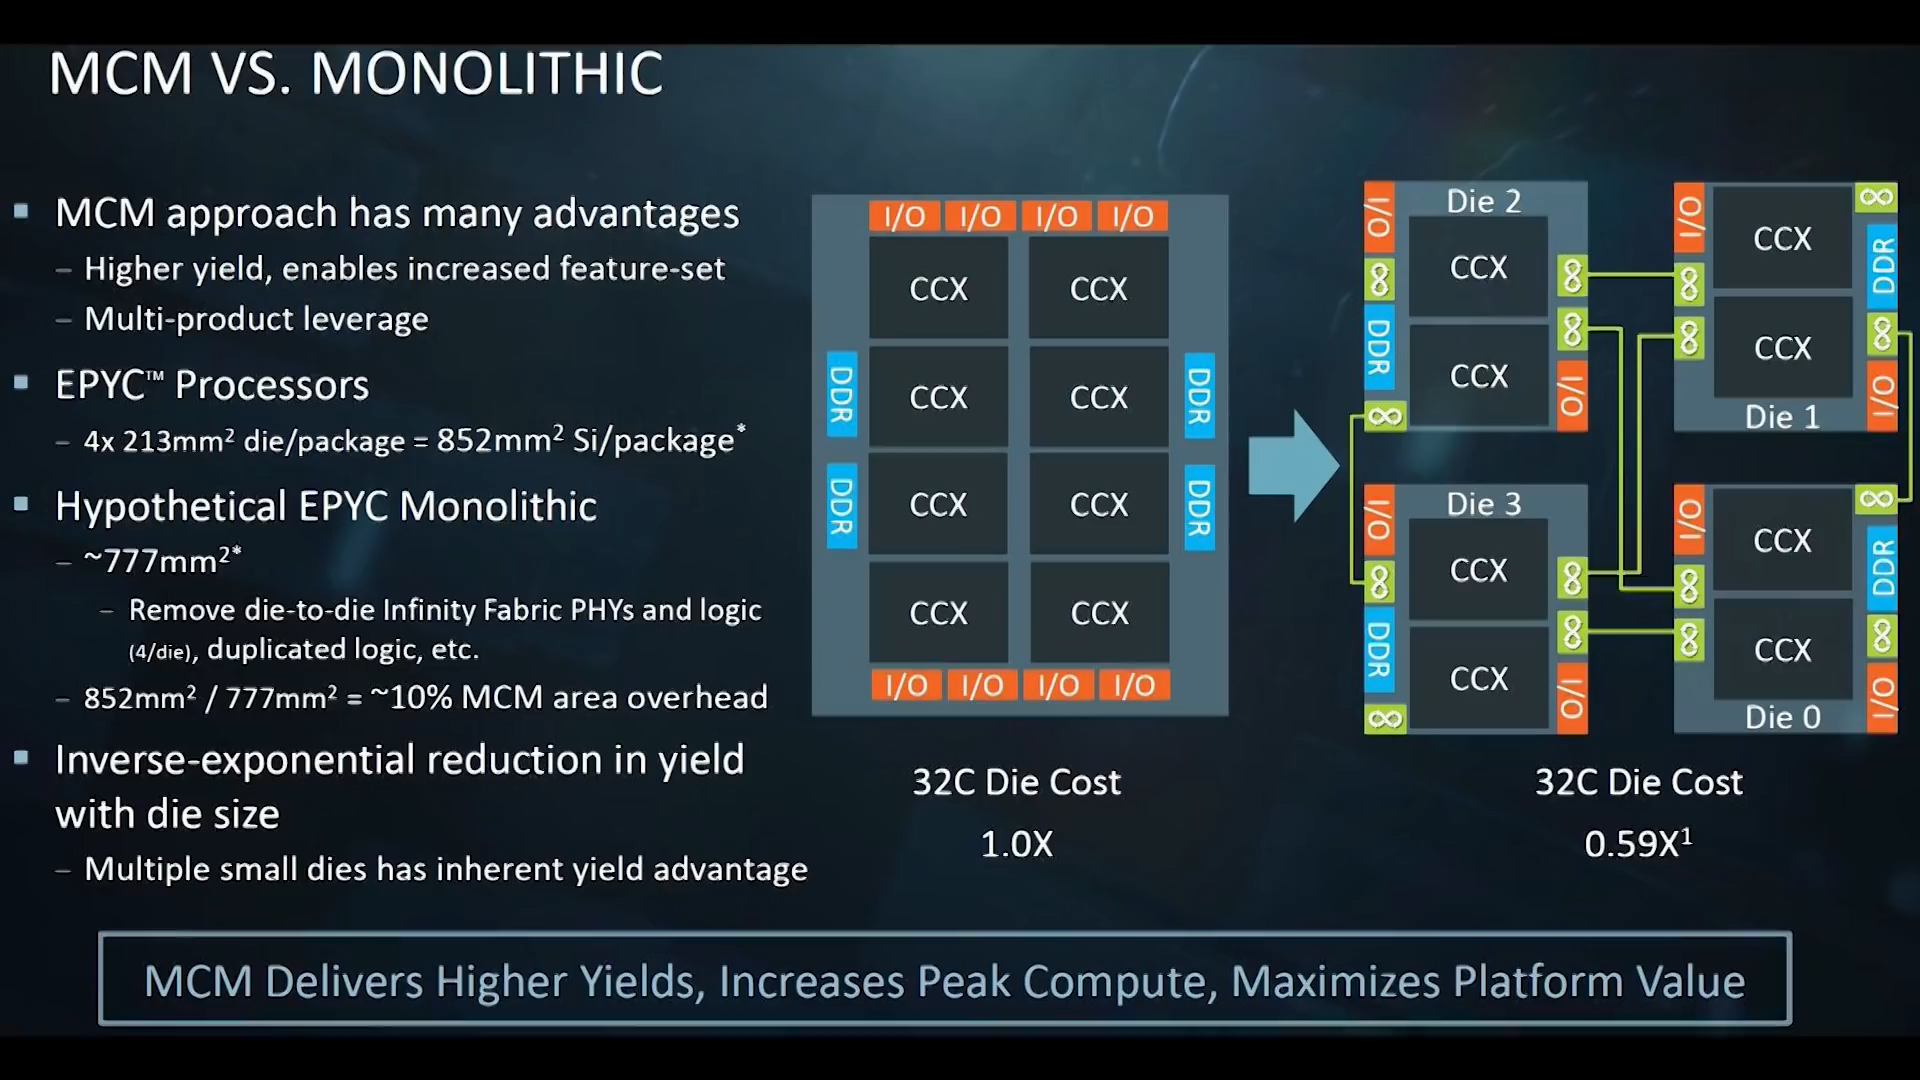 MCM VS. MONOLITHIC
▪ MCM approach has many advantages
– Higher yield, enables increased feature-set
– Multi-product leverage
▪ EPYC™ Processors
– 4x 213mm² die/package = 852mm² Si/package*
▪ Hypothetical EPYC Monolithic
– ~777mm²*
– Remove die-to-die Infinity Fabric PHYs and logic
(4/die), duplicated logic, etc.
– 852mm² / 777mm² = ~10% MCM area overhead
▪ Inverse-exponential reduction in yield
with die size
– Multiple small dies has inherent yield advantage
I/O I/O I/O I/O
CCX CCX
DDR CCX CCX DDR
DDR CCX CCX DDR
CCX CCX
I/O I/O I/O I/O
32C Die Cost
1.0X
Die 2
I/O
CCX
∞
∞
∞
DDR
CCX
I/O
∞
I/O
CCX
∞
∞
DDR
∞
CCX
∞
I/O
Die 1
Die 3
I/O
CCX
∞
∞
∞
DDR
CCX
I/O
∞
I/O
CCX
∞
∞
DDR
∞
CCX
∞
I/O
Die 0
32C Die Cost
0.59X¹
MCM Delivers Higher Yields, Increases Peak Compute, Maximizes Platform Value